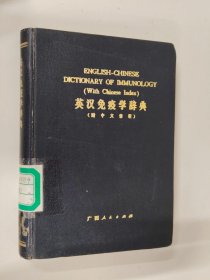 ENGLISH-CHINESE
DICTIONARY OF IMMUNOLOGY
(With Chinese Index)
英汉免疫学辞典
(附中文索引)
广西人民出版社